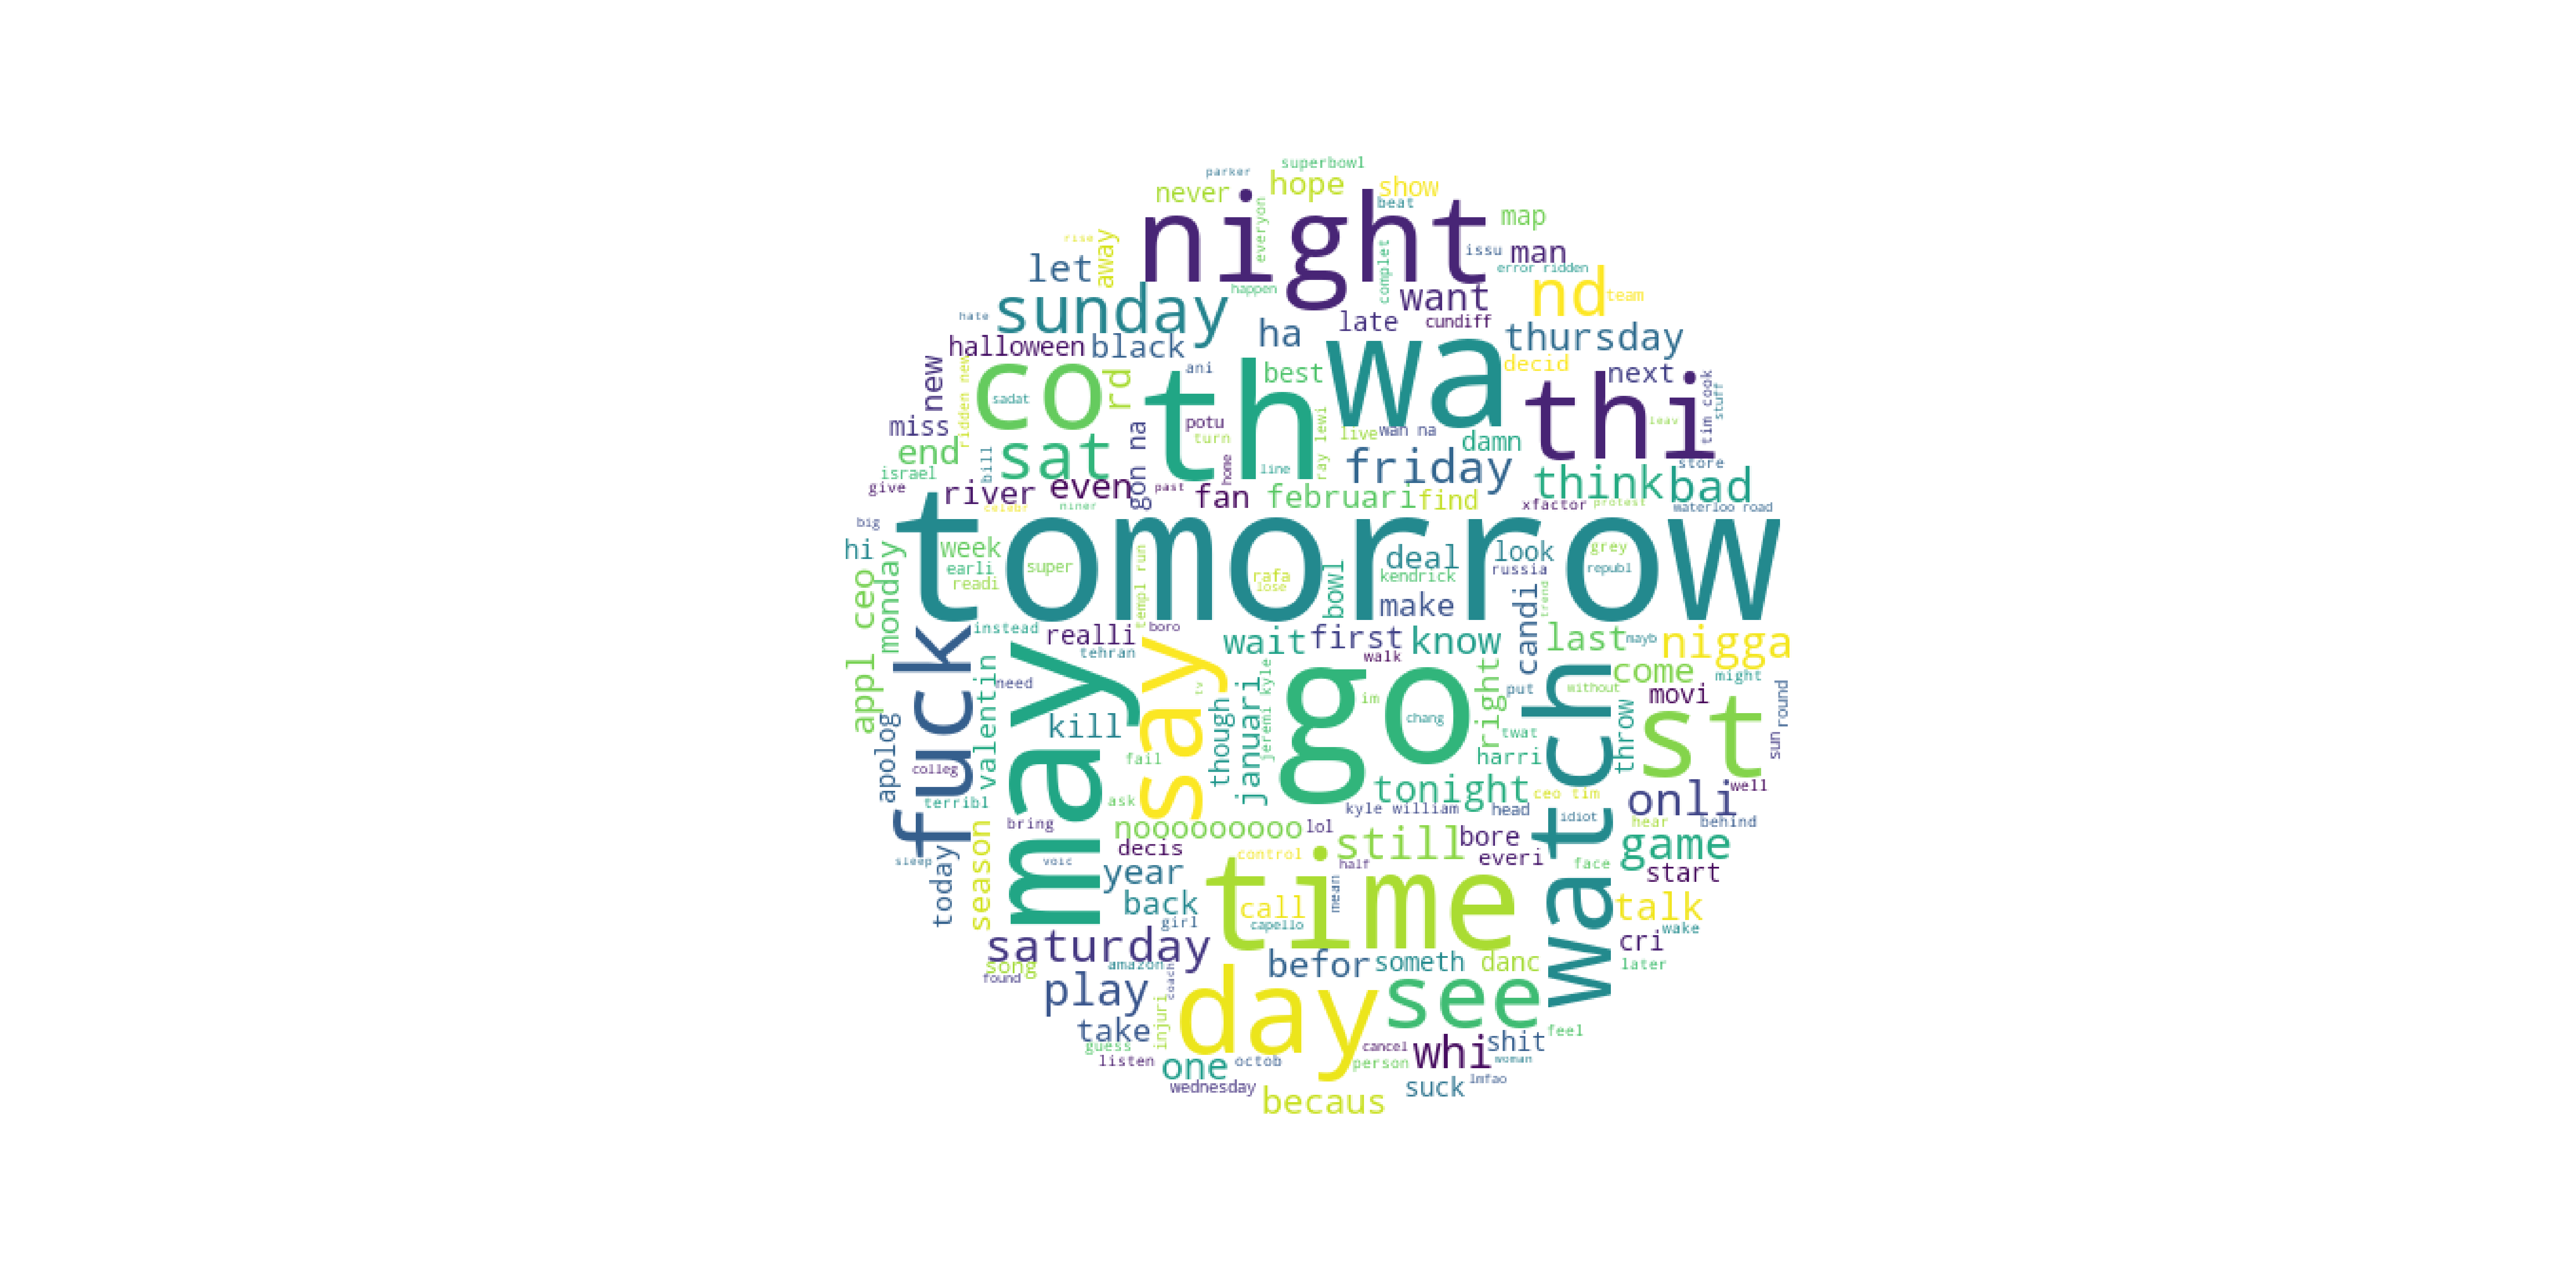 superbowl
parker
never
hope
show
beat
night
everyon
map
rise
away
let
complet
issu
man
error ridden
happen
want
nd
team
sunday
hate
ha
late
cundiff
thursday
halloween
black
wa
co
rd
th
ani
best
decid
next
thi
new
ridden new
sadat
tim cook
stuff
miss
potu
turn
ray lewi
live
wan na
damn
leav
end
sat
gon na
friday
store
israel
bill
home
line
think
bad
give
river
even
past
fan
februari
find
xfactor
protest
waterloo road
celebr
niner
big
tomorrow
hi
week
earli
readi
super
templ run
rafa
lose
bowl
deal
kendrick
make
look
russia
grey
republ
trend
candi
appl ceo
monday
fuck
instead
realli
boro
tehran
wait
first
know
walk
last
mayb
nigga
valentin
need
may
say
tv
though
jeremi kyle
januari
go
im
chang
right
put
without
come
might
movi
kill
twat
watch
throw
st
sun
round
apolog
colleg
fail
harri
terribl
ask
tonight
ceo tim
onli
well
kyle william
head
idiot
hear
behind
bring
nooooooooo
lol
still
bore
game
decis
control
half
everi
face
start
sleep
today
season
voic
year
time
mean
back
call
talk
girl
capello
wake
saturday
cri
song
found
amazon
coach
befor
someth
danc
later
play
day
see
injuri
take
guess
feel
listen
one
octob
cancel
person
whi
shit
woman
wednesday
suck
lmfao
becaus